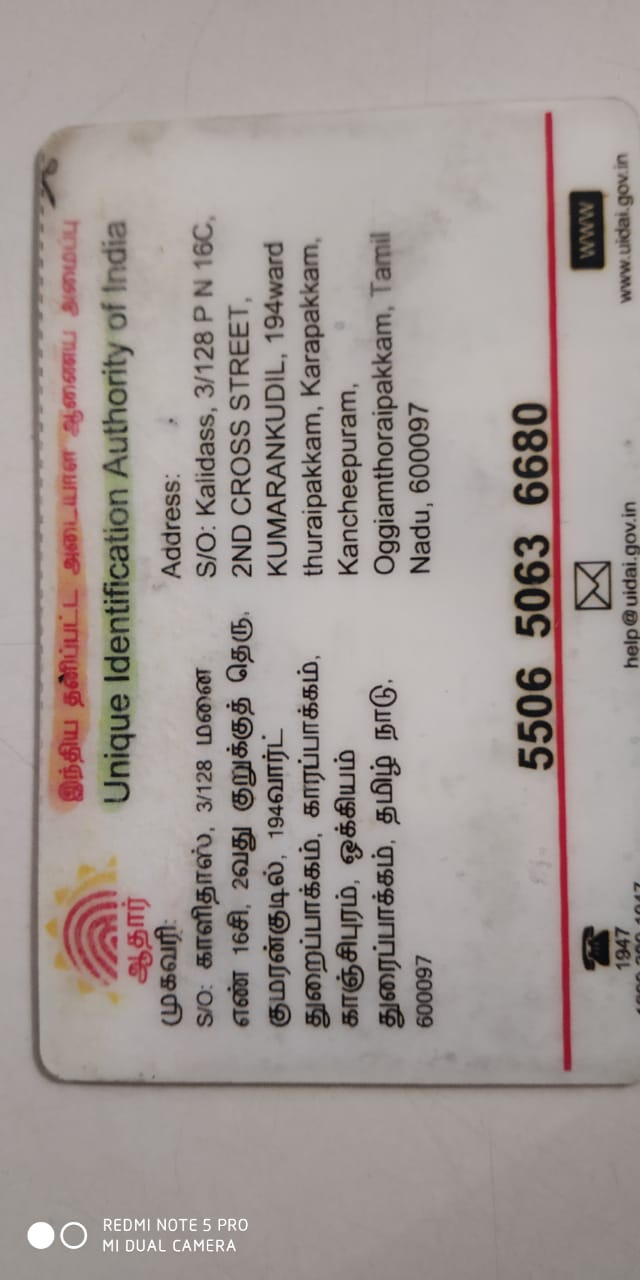 இந்திய தனிப்பட்ட அடையாள ஆணைய அமைப்பு
Unique Identification Authority of India
ஆதார்
முகவரி:
S/O: காளிதாஸ், 3/128 மனை
எண் 16சி, 2வது குறுக்குத் தெரு,
குமரன்குடில், 194வார்ட்
துறைப்பாக்கம், காரப்பாக்கம்,
காஞ்சிபுரம், ஒக்கியம்
துரைப்பாக்கம், தமிழ் நாடு,
600097
Address:
S/O: Kalidass, 3/128 P N 16C,
2ND CROSS STREET,
KUMARANKUDIL, 194ward
thuraipakkam, Karapakkam,
Kancheepuram,
Oggiamthoraipakkam, Tamil
Nadu, 600097
5506 5063 6680
1947
help@uidai.gov.in
WWW
www.uidai.gov.in
REDMI NOTE 5 PRO
MI DUAL CAMERA